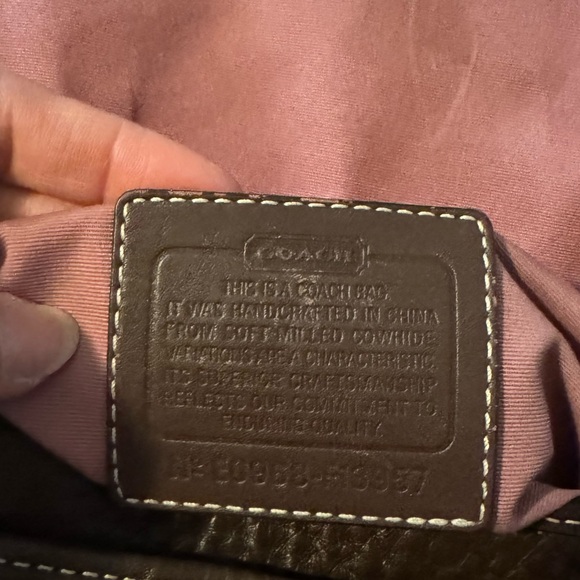 COACH
THIS IS A COACH BAG.
IT WAS HANDCRAFTED IN CHINA
FROM SOFT MILLED COWHIDE.
VARIATIONS ARE A CHARACTERISTIC.
ITS SUPERIOR CRAFTSMANSHIP
REFLECTS OUR COMMITMENT TO
ENDURING QUALITY.
Nº